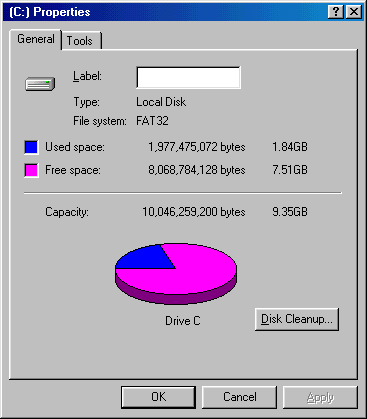 (C:) Properties
General Tools
Label:
Type: Local Disk
File system: FAT32
Used space: 1,977,475,072 bytes 1.84GB
Free space: 8,068,784,128 bytes 7.51GB
Capacity: 10,046,259,200 bytes 9.35GB
Drive C
Disk Cleanup...
OK Cancel Apply